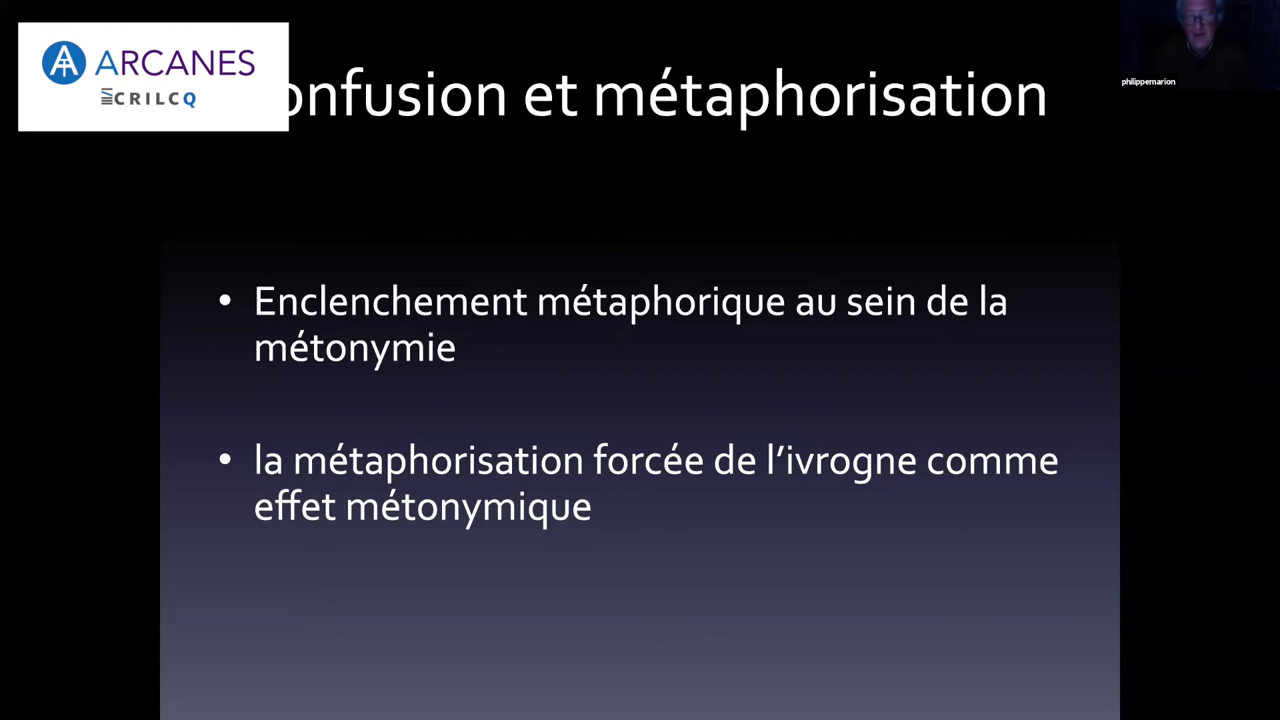 ARCANES
CRILCQ
onfusion et métaphorisation
philippemarion
• Enclenchement métaphorique au sein de la
métonymie
• la métaphorisation forcée de l’ivrogne comme
effet métonymique